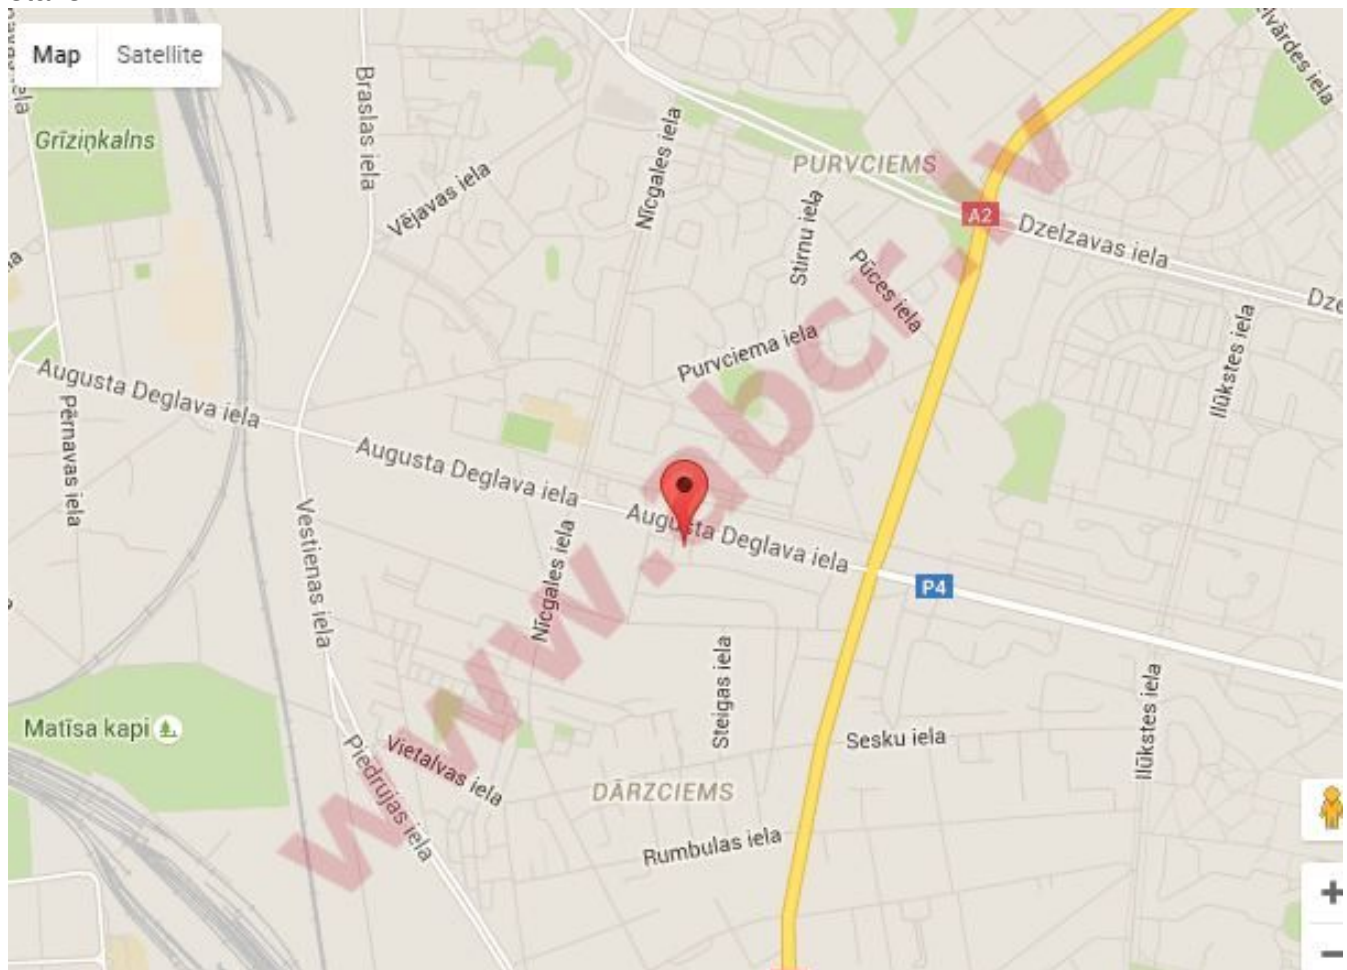 Map
Satellite
Grīziņkalns
Braslas iela
Vējavas iela
Nīcgales iela
PURVCIEMS
Stirnu iela
Pūces iela
A2
Dzelzavas iela
Purvciema iela
Ilūkstes iela
Augusta Deglava iela
Pērnavas iela
Augusta Deglava iela
Augusta Deglava iela
P4
Vestienas iela
Nīcgales iela
Steigas iela
Sesku iela
Ilūkstes iela
Matīsa kapi
Piedrujas iela
Vietalvas iela
DĀRZCIEMS
Rumbulas iela
www.abcr.lv